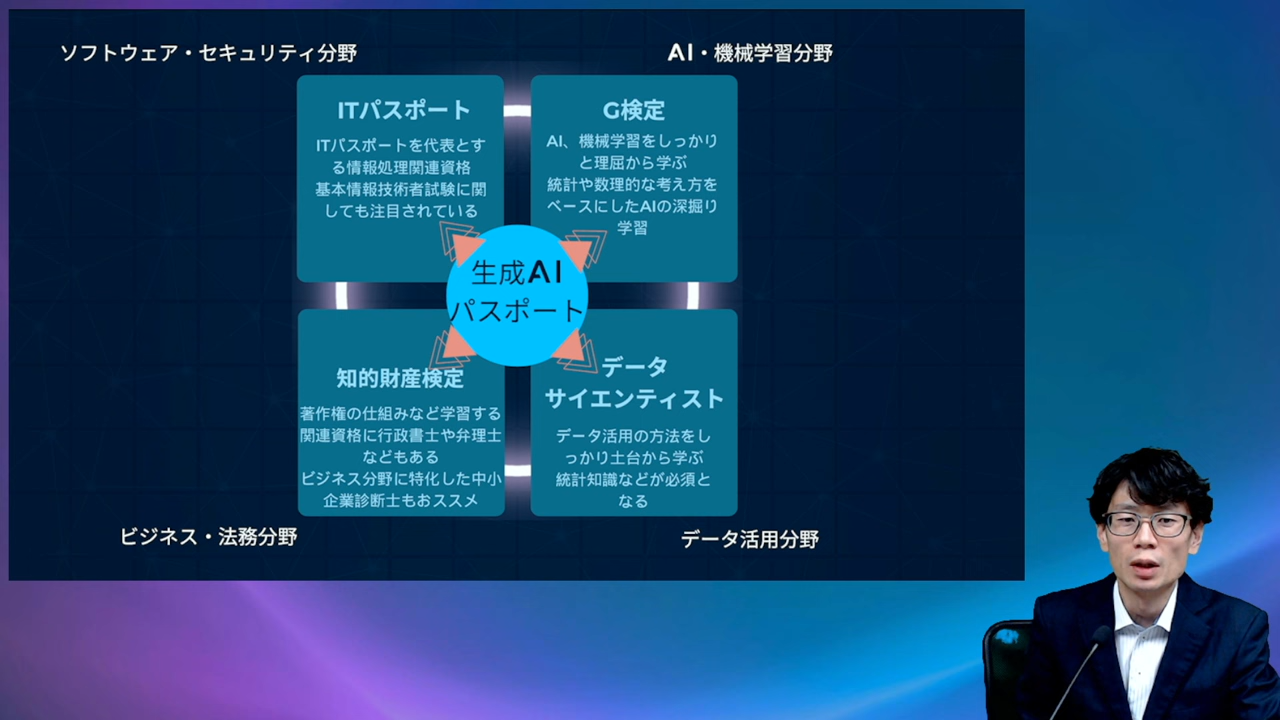 ソフトウェア・セキュリティ分野
AI・機械学習分野
ITパスポート
ITパスポートを代表とす
る情報処理関連資格
基本情報技術者試験に関
しても注目されている
G検定
AI、機械学習をしっかり
と理屈から学ぶ
統計や数理的な考え方を
ベースにしたAIの深掘り
学習
生成AI
パスポート
知的財産検定
著作権の仕組みなど学習する
関連資格に行政書士や弁理士
などもある
ビジネス分野に特化した中小
企業診断士もおススメ
データ
サイエンティスト
データ活用の方法をし
っかり土台から学ぶ
統計知識などが必須と
なる
ビジネス・法務分野
データ活用分野